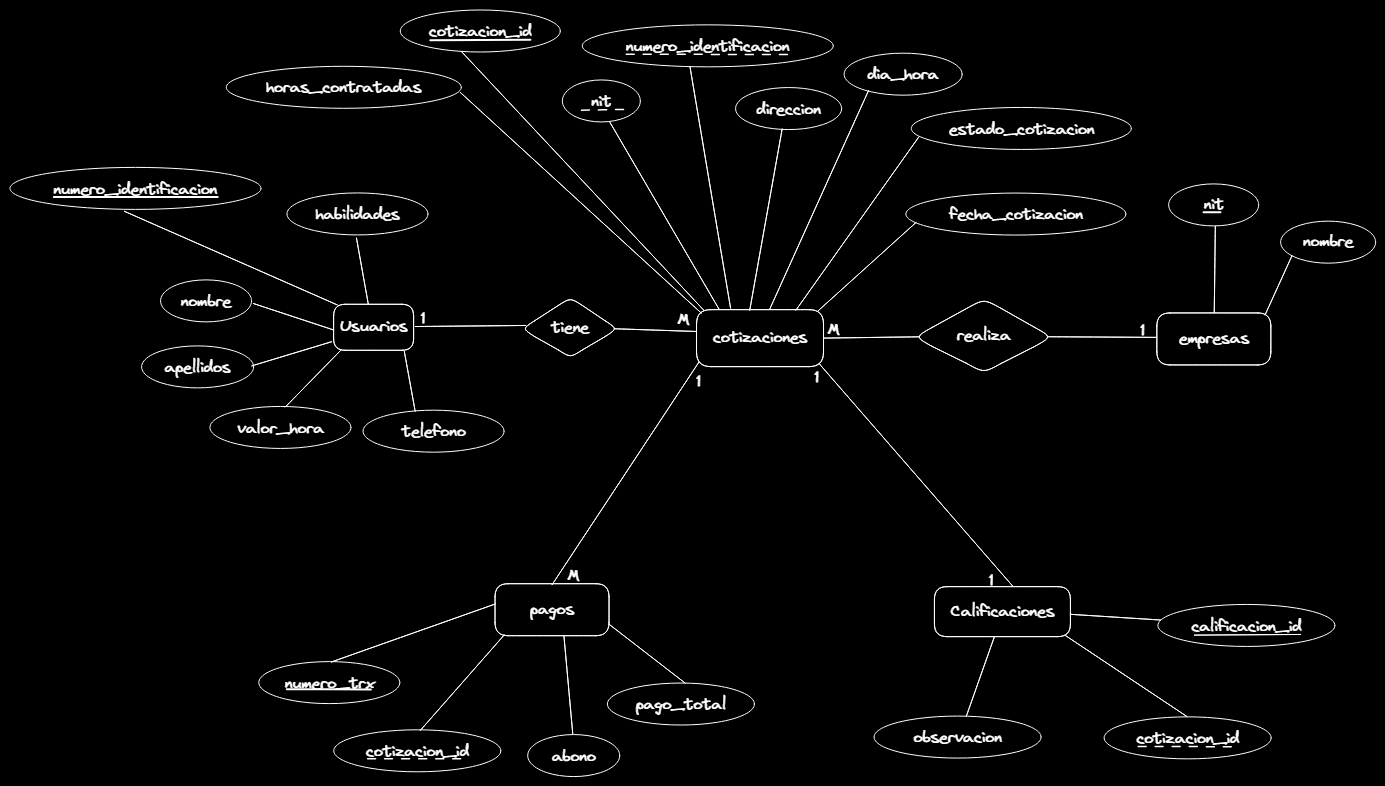 cotizacion_id
numero_identificacion
dia_hora
horas_contratadas
_nit_
direccion
estado_cotizacion
numero_identificacion
habilidades
fecha_cotizacion
nit
nombre
nombre
Usuarios
1
tiene
M
cotizaciones
M
realiza
1
empresas
apellidos
1
1
valor_hora
telefono
M
1
pagos
Calificaciones
calificacion_id
numero_trx
pago_total
cotizacion_id
abono
observacion
cotizacion_id